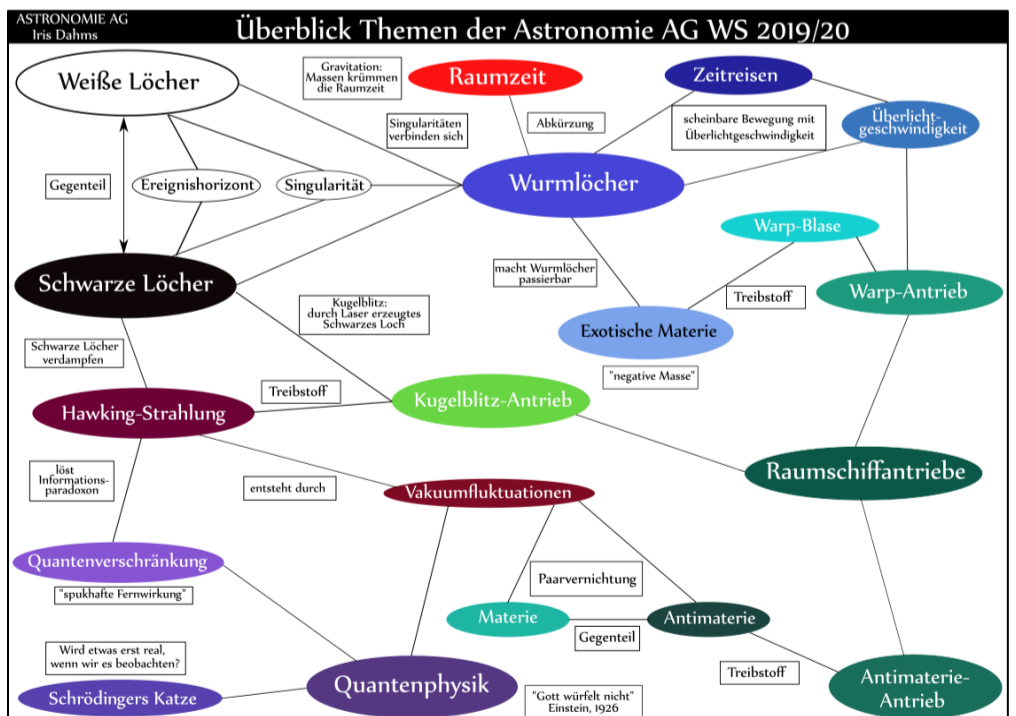 ASTRONOMIE AG
Iris Dahms
Überblick Themen der Astronomie AG WS 2019/20
Weiße Löcher
Gravitation:
Massen krümmen
die Raumzeit
Raumzeit
Zeitreisen
Singularitäten
verbinden sich
Abkürzung
scheinbare Bewegung mit
Überlichtgeschwindigkeit
Überlicht-
geschwindigkeit
Gegenteil
Ereignishorizont
Singularität
Wurmlöcher
Warp-Blase
Schwarze Löcher
macht Wurmlöcher
passierbar
Treibstoff
Warp-Antrieb
Kugelblitz:
durch Laser erzeugtes
Schwarzes Loch
Exotische Materie
"negative Masse"
Schwarze Löcher
verdampfen
Treibstoff
Hawking-Strahlung
Kugelblitz-Antrieb
Raumschiffantriebe
löst
Informations-
paradoxon
entsteht durch
Vakuumfluktuationen
Quantenverschränkung
"spukhafte Fernwirkung"
Paarvernichtung
Materie
Gegenteil
Antimaterie
Wird etwas erst real,
wenn wir es beobachten?
Treibstoff
Schrödingers Katze
Quantenphysik
"Gott würfelt nicht"
Einstein, 1926
Antimaterie-
Antrieb